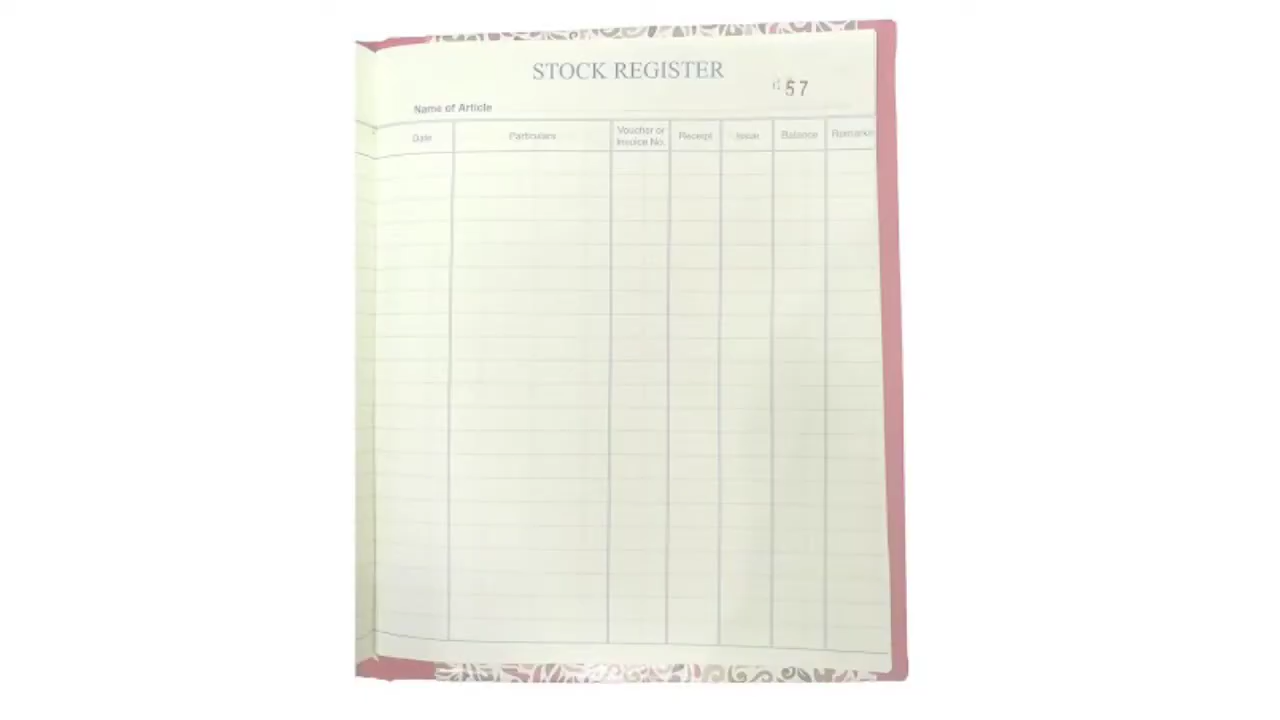 STOCK REGISTER
57
Name of Article
Date Particulars Voucher or Invoice No. Receipt Issue Balance Remarks